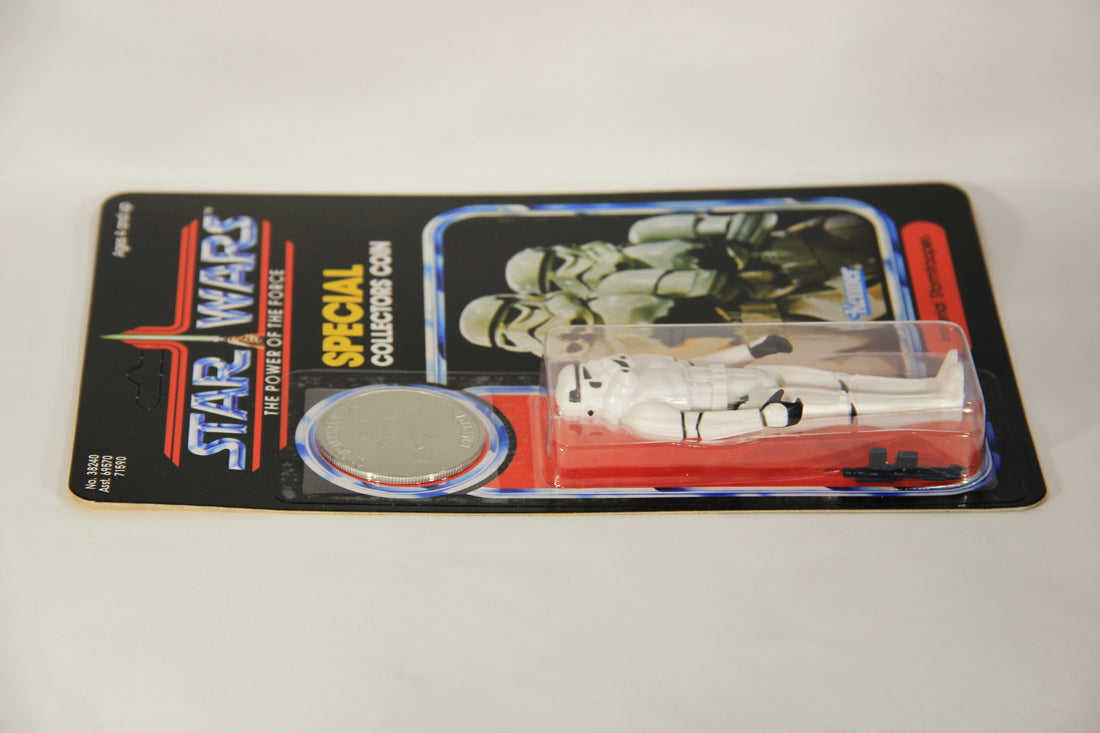 Ages 4 and up
STAR WARS™
THE POWER OF THE FORCE
No. 38240
Asst. 69570
71590
SPECIAL
COLLECTORS COIN
Kenner
Stormtrooper